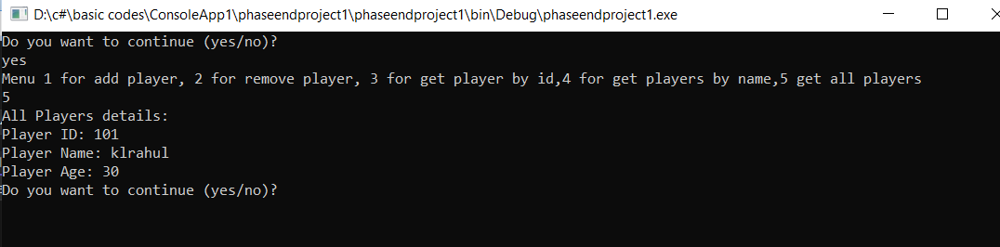 D:\c#\basic codes\ConsoleApp1\phaseendproject1\phaseendproject1\bin\Debug\phaseendproject1.exe
Do you want to continue (yes/no)?
yes
Menu 1 for add player, 2 for remove player, 3 for get player by id,4 for get players by name,5 get all players
5
All Players details:
Player ID: 101
Player Name: klrahul
Player Age: 30
Do you want to continue (yes/no)?